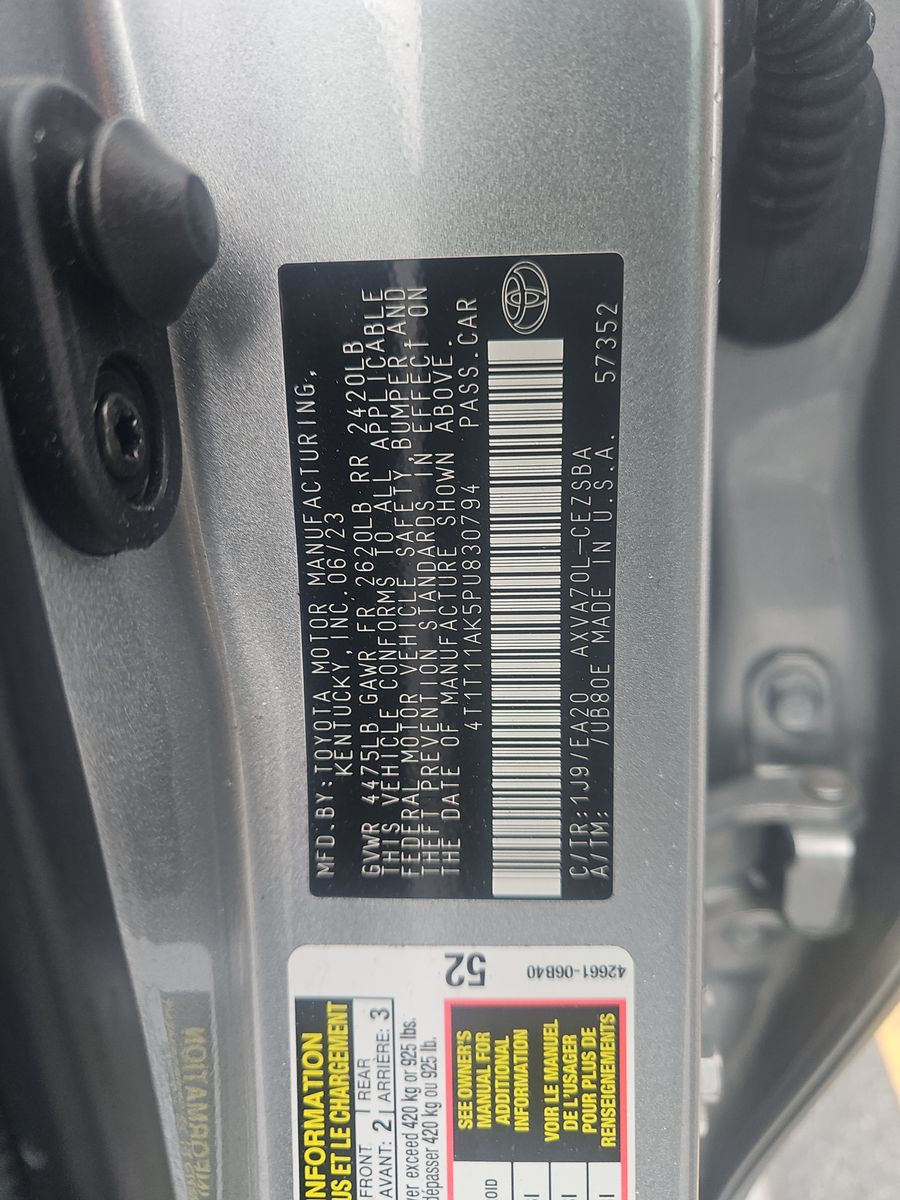 MFD.BY:TOYOTA MOTOR MANUFACTURING,
KENTUCKY,INC. 06/23
GVWR 4475LB GAWR FR 2620LB RR 2420LB
THIS VEHICLE CONFORMS TO ALL APPLICABLE
FEDERAL MOTOR VEHICLE SAFETY,BUMPER AND
THEFT PREVENTION STANDARDS IN EFFECT ON
THE DATE OF MANUFACTURE SHOWN ABOVE.
4T1T11AK5PU830794 PASS.CAR
C/TR:1J9/EA20 AXVA70L-CEZSBA
A/TM: /UB80E MADE IN U.S.A. 57352
INFORMATION
US ET LE CHARGEMENT
FRONT
AVANT: 2
REAR
ARRIÈRE: 3
ver exceed 420 kg or 925 lbs.
dépasser 420 kg ou 925 lb.
SEE OWNER'S
MANUAL FOR
ADDITIONAL
INFORMATION
VOIR LE MANUEL
DE L'USAGER
POUR PLUS DE
RENSEIGNEMENTS
52
42661-06B40